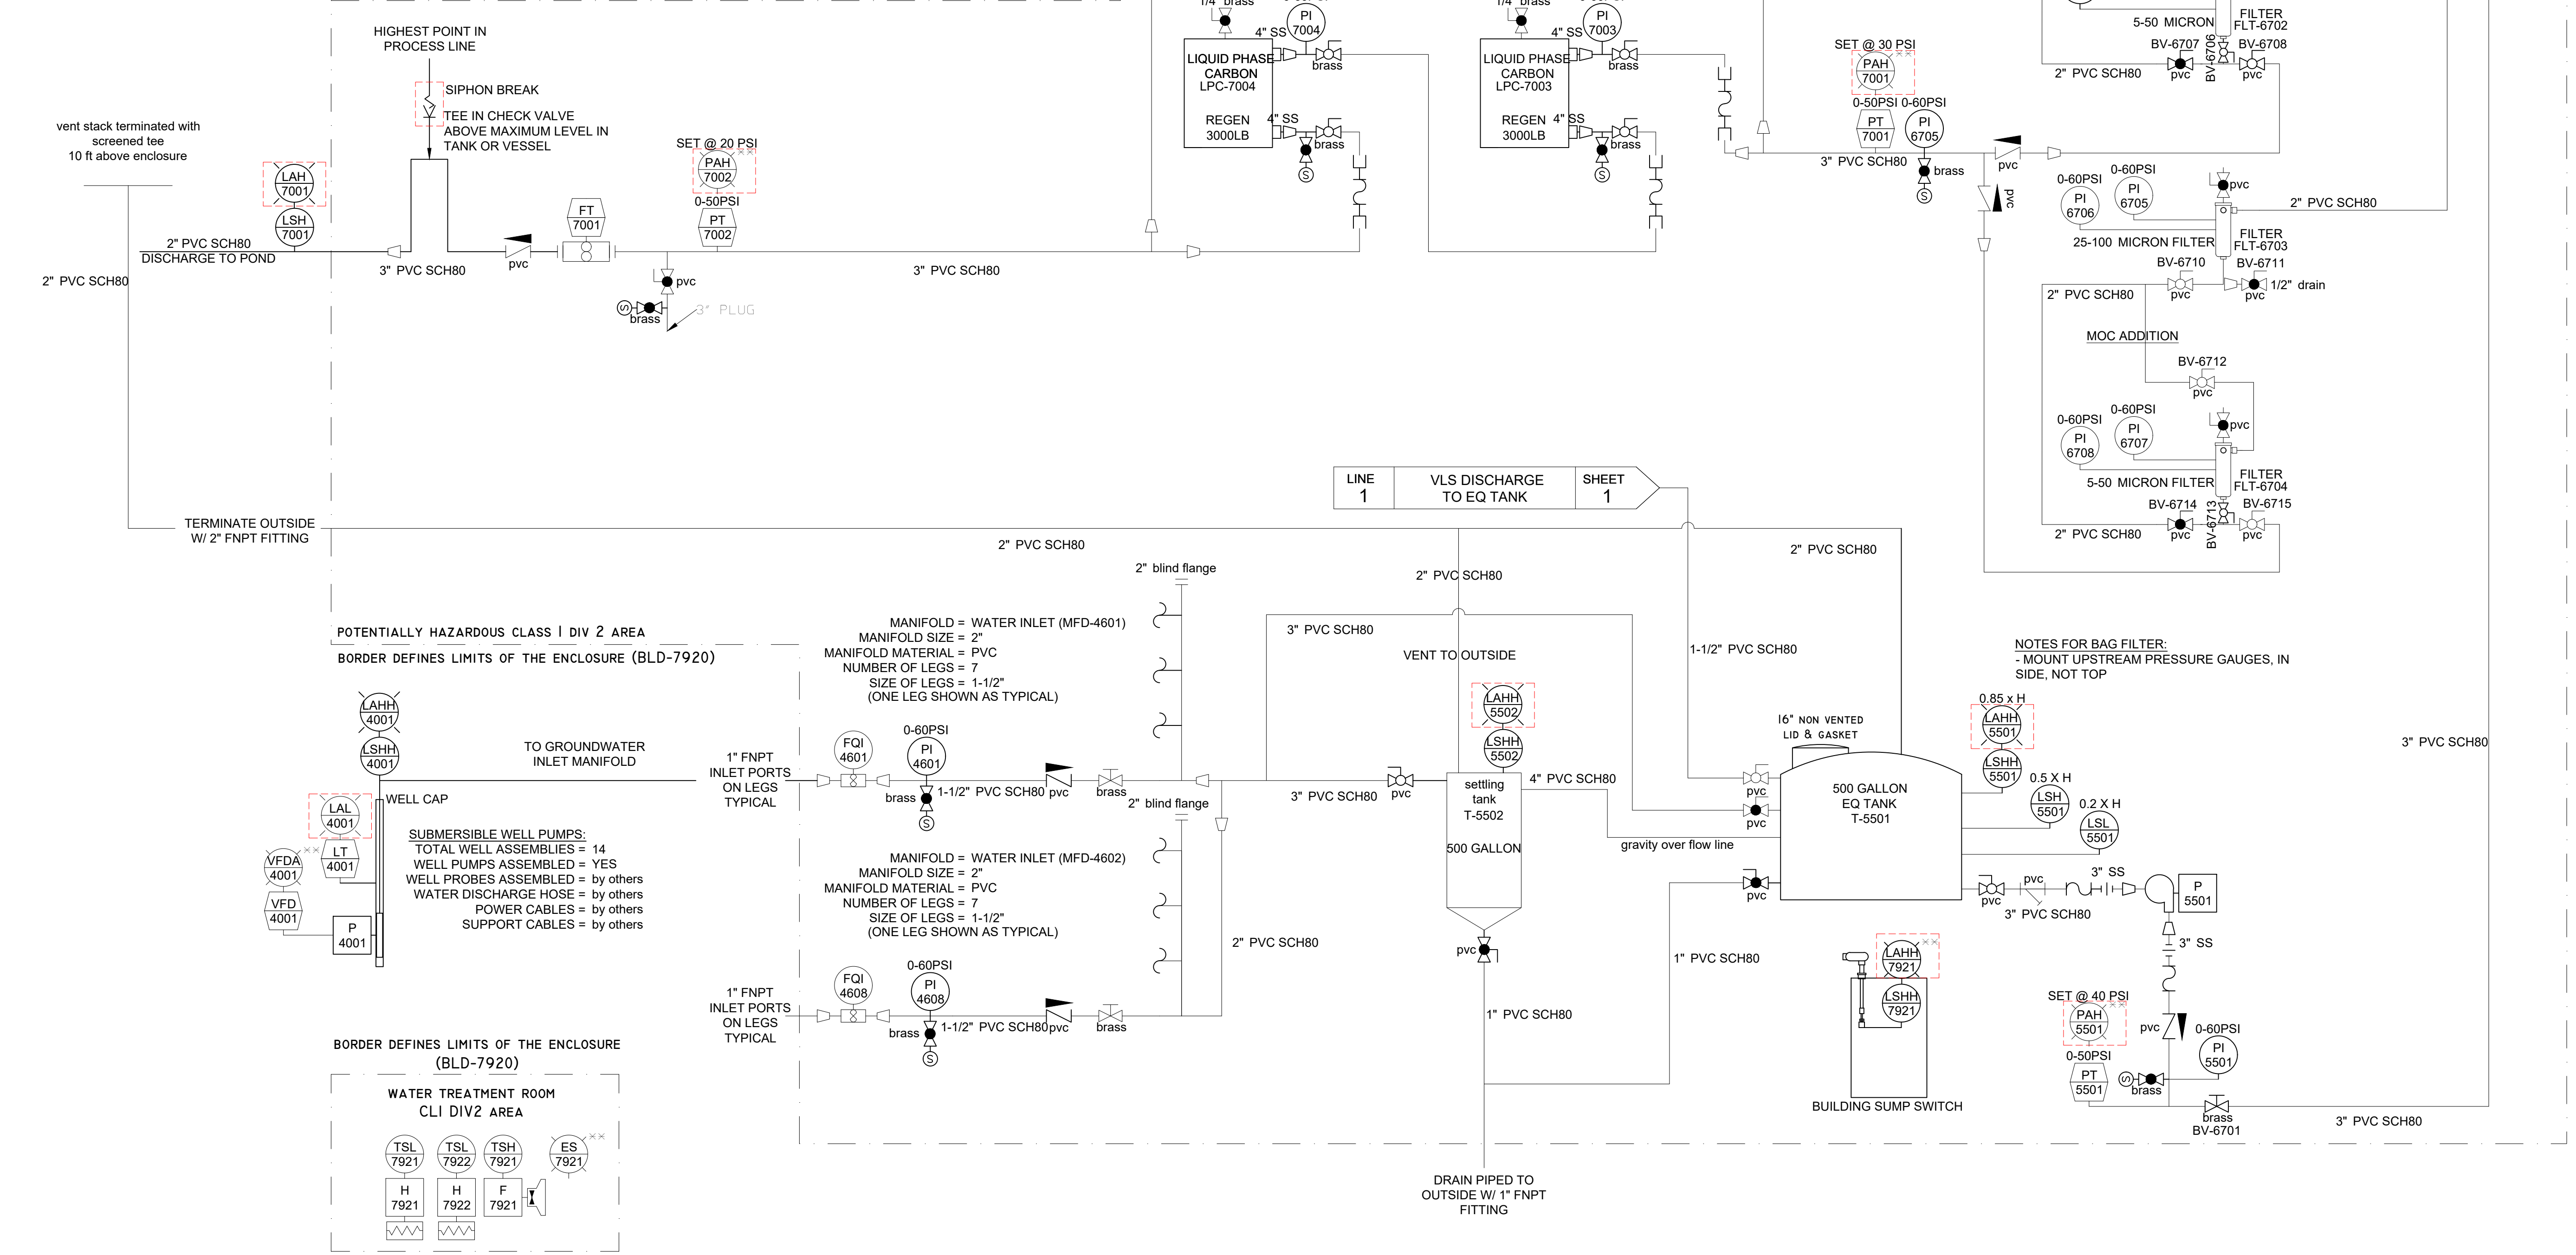 HIGHEST POINT IN
PROCESS LINE
SIPHON BREAK
TEE IN CHECK VALVE
ABOVE MAXIMUM LEVEL IN
TANK OR VESSEL
vent stack terminated with
screened tee
10 ft above enclosure
LAH
7001
LSH
7001
2" PVC SCH80
DISCHARGE TO POND
2" PVC SCH80
3" PVC SCH80
pvc
FT
7001
SET @ 20 PSI
PAH
7002
**
0-50PSI
PT
7002
pvc
S
brass
3" PLUG
3" PVC SCH80
1/4" brass
4" SS
PI
7004
brass
LIQUID PHASE
CARBON
LPC-7004
REGEN
3000LB
4" SS
brass
S
1/4" brass
4" SS
PI
7003
brass
LIQUID PHASE
CARBON
LPC-7003
REGEN
3000LB
4" SS
brass
S
SET @ 30 PSI
PAH
7001
**
0-50PSI
PT
7001
0-60PSI
PI
6705
3" PVC SCH80
brass
S
pvc
pvc
5-50 MICRON
FILTER
FLT-6702
BV-6707
BV-6706
BV-6708
2" PVC SCH80
pvc
pvc
0-60PSI
PI
6706
0-60PSI
PI
6705
pvc
2" PVC SCH80
25-100 MICRON FILTER
FILTER
FLT-6703
BV-6710
BV-6711
2" PVC SCH80
pvc
pvc
1/2" drain
MOC ADDITION
BV-6712
pvc
0-60PSI
PI
6708
0-60PSI
PI
6707
pvc
5-50 MICRON FILTER
FILTER
FLT-6704
BV-6714
BV-6713
BV-6715
2" PVC SCH80
pvc
pvc
LINE
1
VLS DISCHARGE
TO EQ TANK
SHEET
1
TERMINATE OUTSIDE
W/ 2" FNPT FITTING
2" PVC SCH80
2" PVC SCH80
2" PVC SCH80
POTENTIALLY HAZARDOUS CLASS I DIV 2 AREA
BORDER DEFINES LIMITS OF THE ENCLOSURE (BLD-7920)
2" blind flange
MANIFOLD = WATER INLET (MFD-4601)
MANIFOLD SIZE = 2"
MANIFOLD MATERIAL = PVC
NUMBER OF LEGS = 7
SIZE OF LEGS = 1-1/2"
(ONE LEG SHOWN AS TYPICAL)
3" PVC SCH80
VENT TO OUTSIDE
1-1/2" PVC SCH80
NOTES FOR BAG FILTER:
- MOUNT UPSTREAM PRESSURE GAUGES, IN
SIDE, NOT TOP
LAHH
4001
LSHH
4001
TO GROUNDWATER
INLET MANIFOLD
WELL CAP
LAL
4001
**
LT
4001
VFDA
4001
VFD
4001
P
4001
SUBMERSIBLE WELL PUMPS:
TOTAL WELL ASSEMBLIES = 14
WELL PUMPS ASSEMBLED = YES
WELL PROBES ASSEMBLED = by others
WATER DISCHARGE HOSE = by others
POWER CABLES = by others
SUPPORT CABLES = by others
1" FNPT
INLET PORTS
ON LEGS
TYPICAL
FQI
4601
0-60PSI
PI
4601
brass
S
1-1/2" PVC SCH80
pvc
brass
2" blind flange
3" PVC SCH80
pvc
LAHH
5502
LSHH
5502
settling
tank
T-5502
500 GALLON
4" PVC SCH80
gravity over flow line
pvc
16" NON VENTED
LID & GASKET
pvc
pvc
pvc
500 GALLON
EQ TANK
T-5501
0.85 x H
LAHH
5501
LSHH
5501
0.5 X H
LSH
5501
0.2 X H
LSL
5501
pvc
pvc
3" PVC SCH80
3" SS
P
5501
3" SS
3" PVC SCH80
MANIFOLD = WATER INLET (MFD-4602)
MANIFOLD SIZE = 2"
MANIFOLD MATERIAL = PVC
NUMBER OF LEGS = 7
SIZE OF LEGS = 1-1/2"
(ONE LEG SHOWN AS TYPICAL)
2" PVC SCH80
1" FNPT
INLET PORTS
ON LEGS
TYPICAL
FQI
4608
0-60PSI
PI
4608
brass
S
1-1/2" PVC SCH80
pvc
brass
1" PVC SCH80
1" PVC SCH80
LAHH
7921
**
LSHH
7921
BUILDING SUMP SWITCH
SET @ 40 PSI
PAH
5501
**
0-50PSI
PT
5501
pvc
0-60PSI
PI
5501
S
brass
brass
BV-6701
3" PVC SCH80
BORDER DEFINES LIMITS OF THE ENCLOSURE
(BLD-7920)
WATER TREATMENT ROOM
CL1 DIV2 AREA
TSL
7921
TSL
7922
TSH
7921
ES
7921
**
H
7921
H
7922
F
7921
DRAIN PIPED TO
OUTSIDE W/ 1" FNPT
FITTING